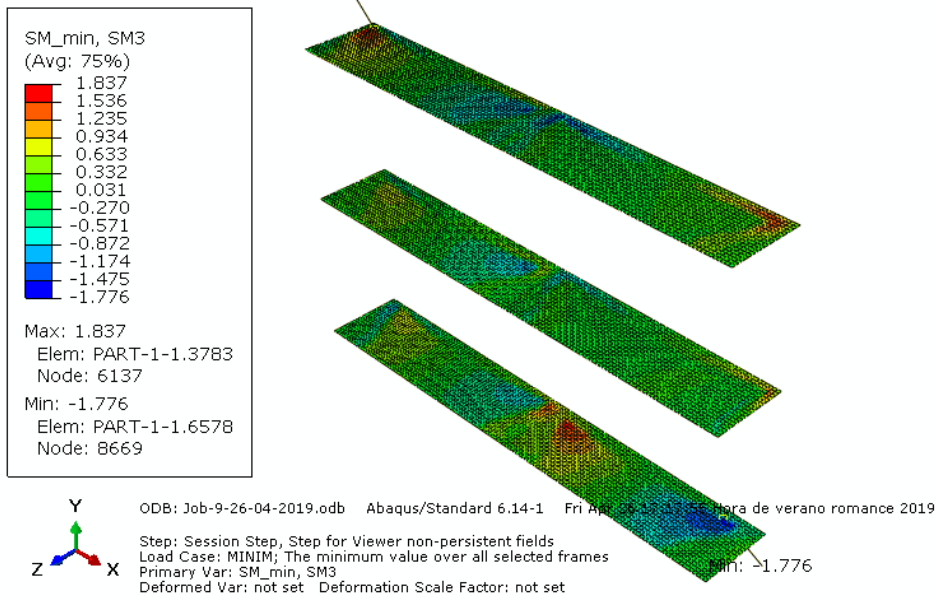 SM_min, SM3
(Avg: 75%)
1.837
1.536
1.235
0.934
0.633
0.332
0.031
-0.270
-0.571
-0.872
-1.174
-1.475
-1.776
Max: 1.837
Elem: PART-1-1.3783
Node: 6137
Min: -1.776
Elem: PART-1-1.6578
Node: 8669
Y
Z
X
ODB: Job-9-26-04-2019.odb Abaqus/Standard 6.14-1 Fri Hora de verano romance 2019
Min: -1.776
Step: Session Step, Step for Viewer non-persistent fields
Load Case: MINIM; The minimum value over all selected frames
Primary Var: SM_min, SM3
Deformed Var: not set Deformation Scale Factor: not set